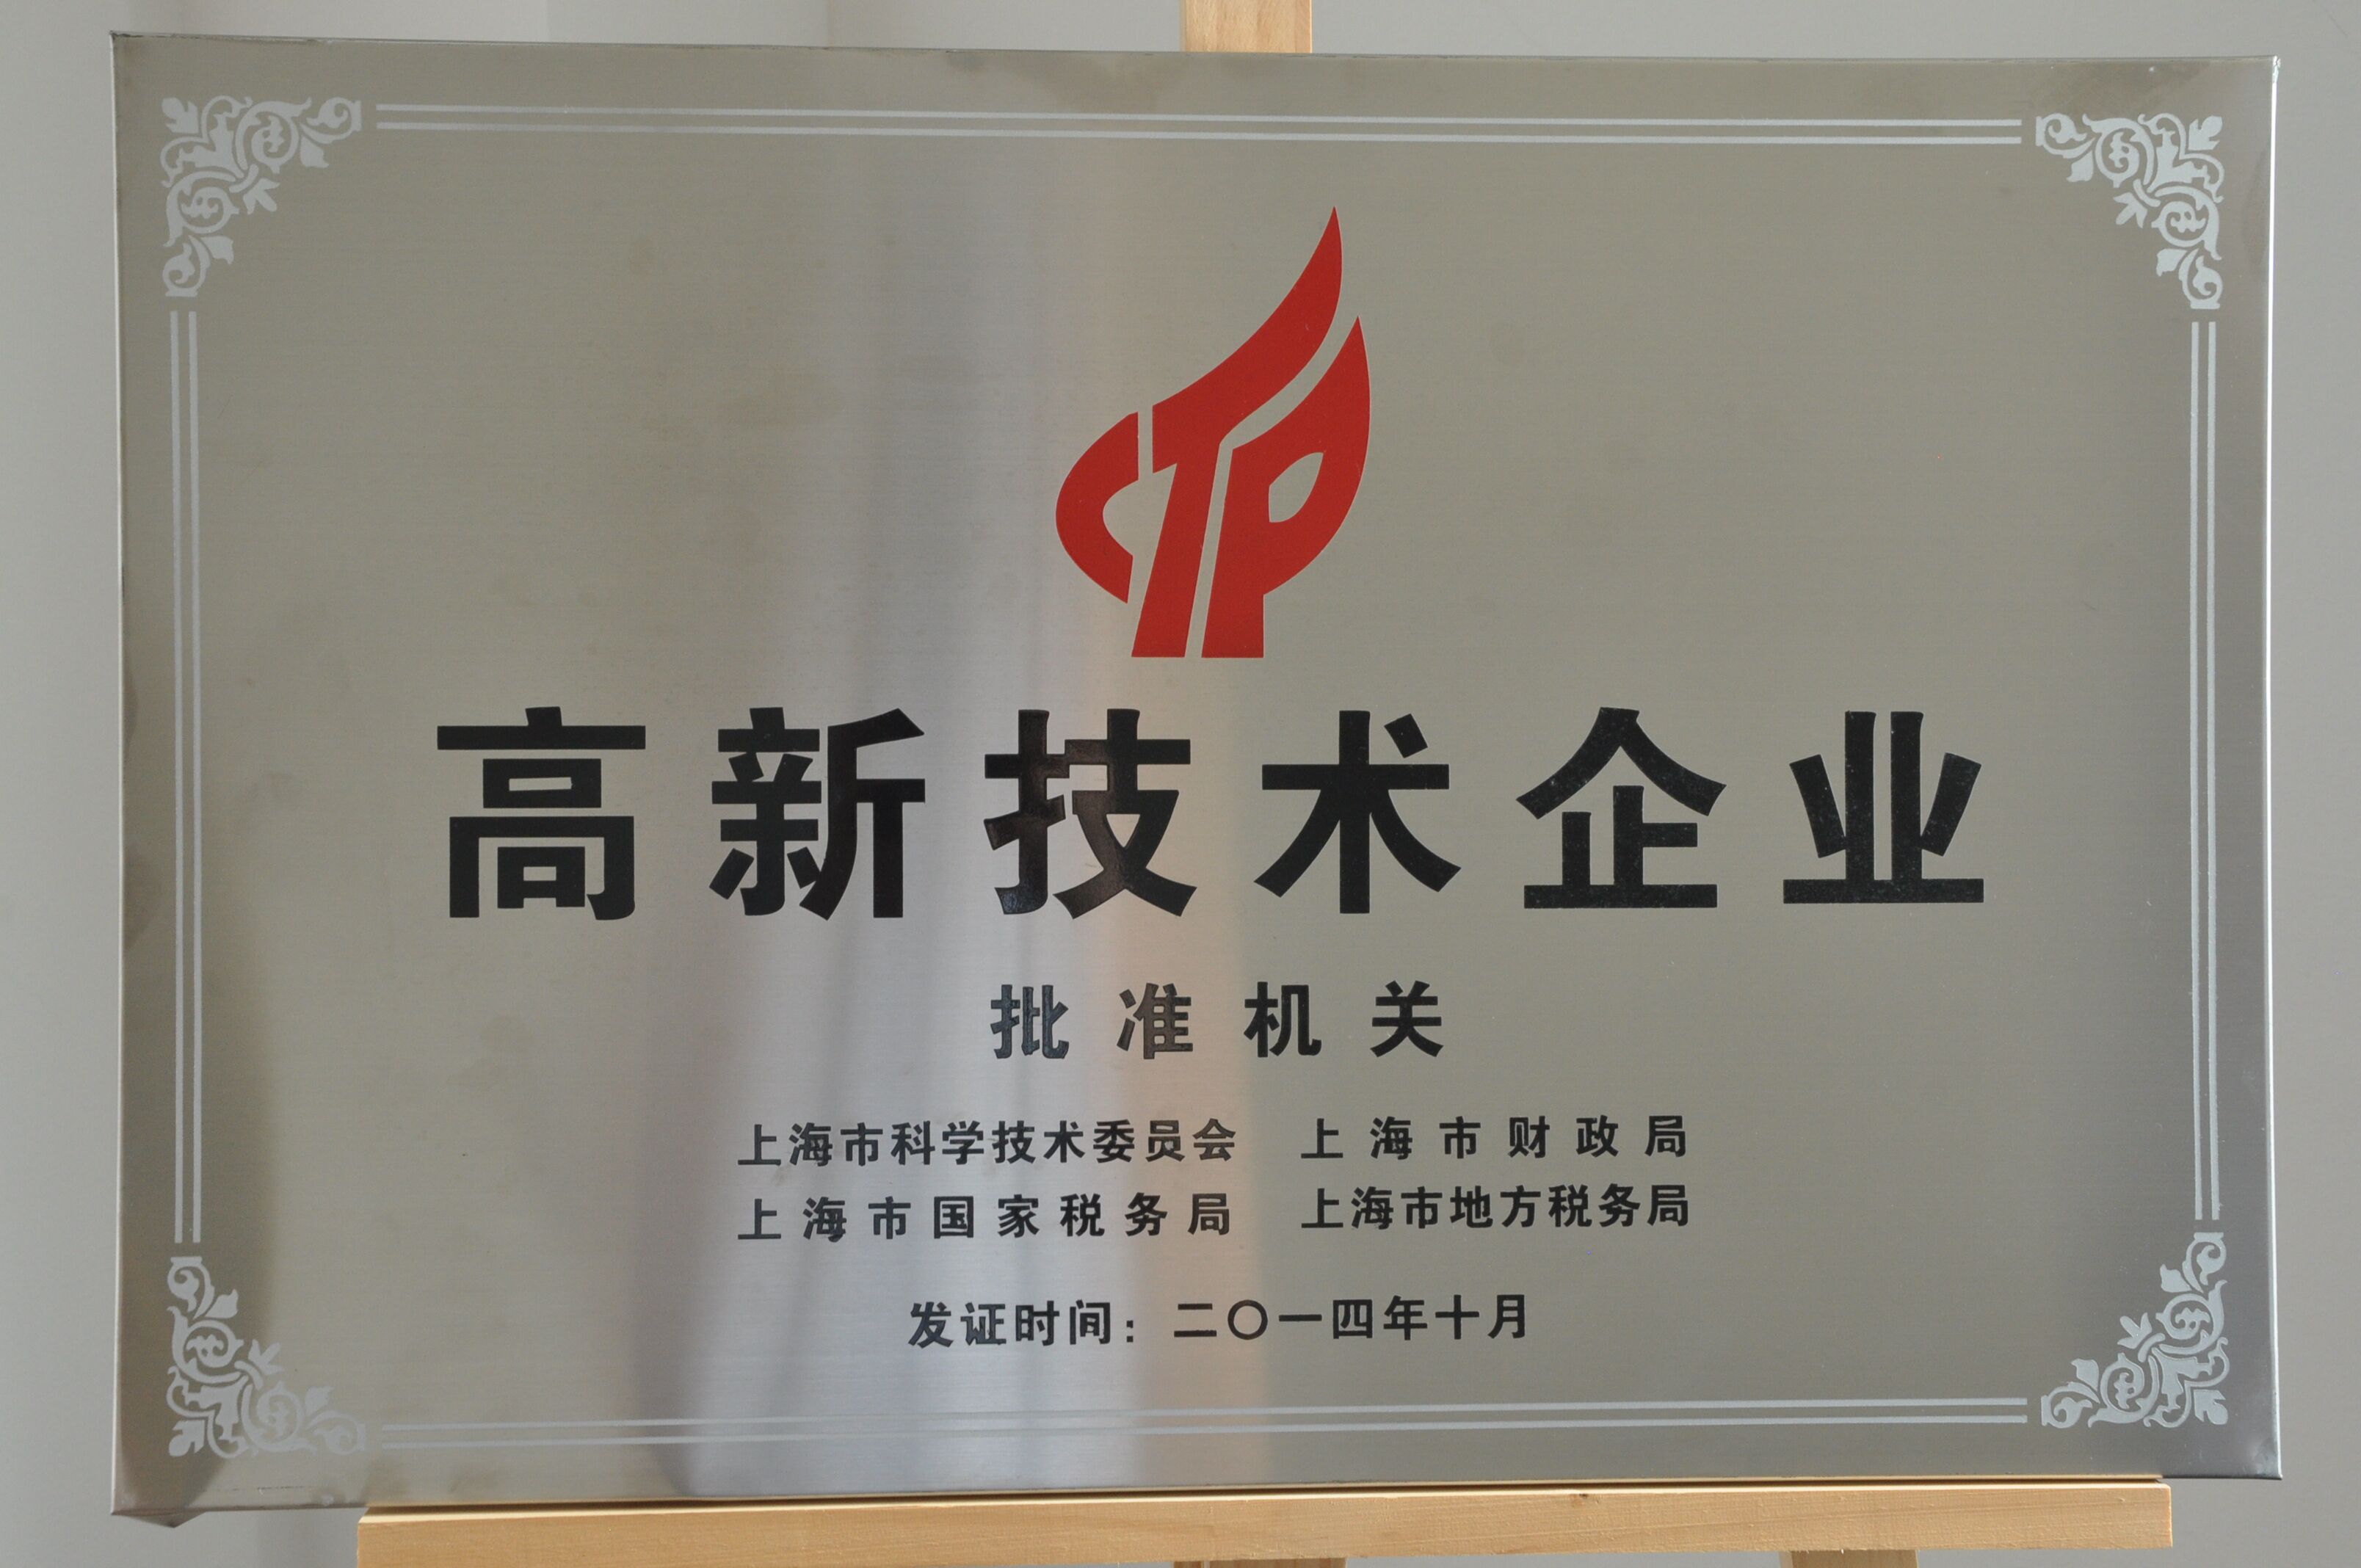 CTP
高新技术企业
批准机关
上海市科学技术委员会 上海市财政局
上海市国家税务局 上海市地方税务局
发证时间：二〇一四年十月